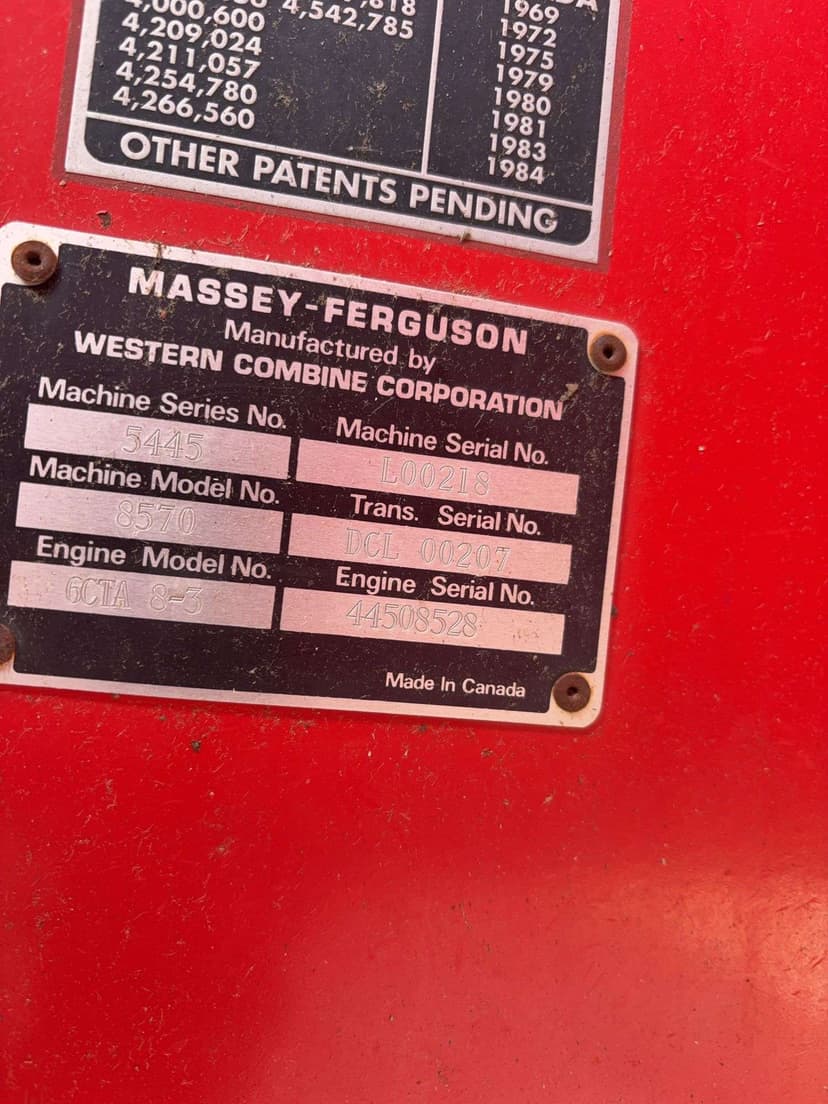 4,542,785
4,209,024
4,211,057
4,254,780
4,266,560
1969
1972
1975
1979
1980
1981
1983
1984
OTHER PATENTS PENDING
MASSEY-FERGUSON
Manufactured by
WESTERN COMBINE CORPORATION
Machine Series No. Machine Serial No.
5445 L00218
Machine Model No. Trans. Serial No.
8570 DCL 00207
Engine Model No. Engine Serial No.
6CTA 8-3 44508528
Made In Canada